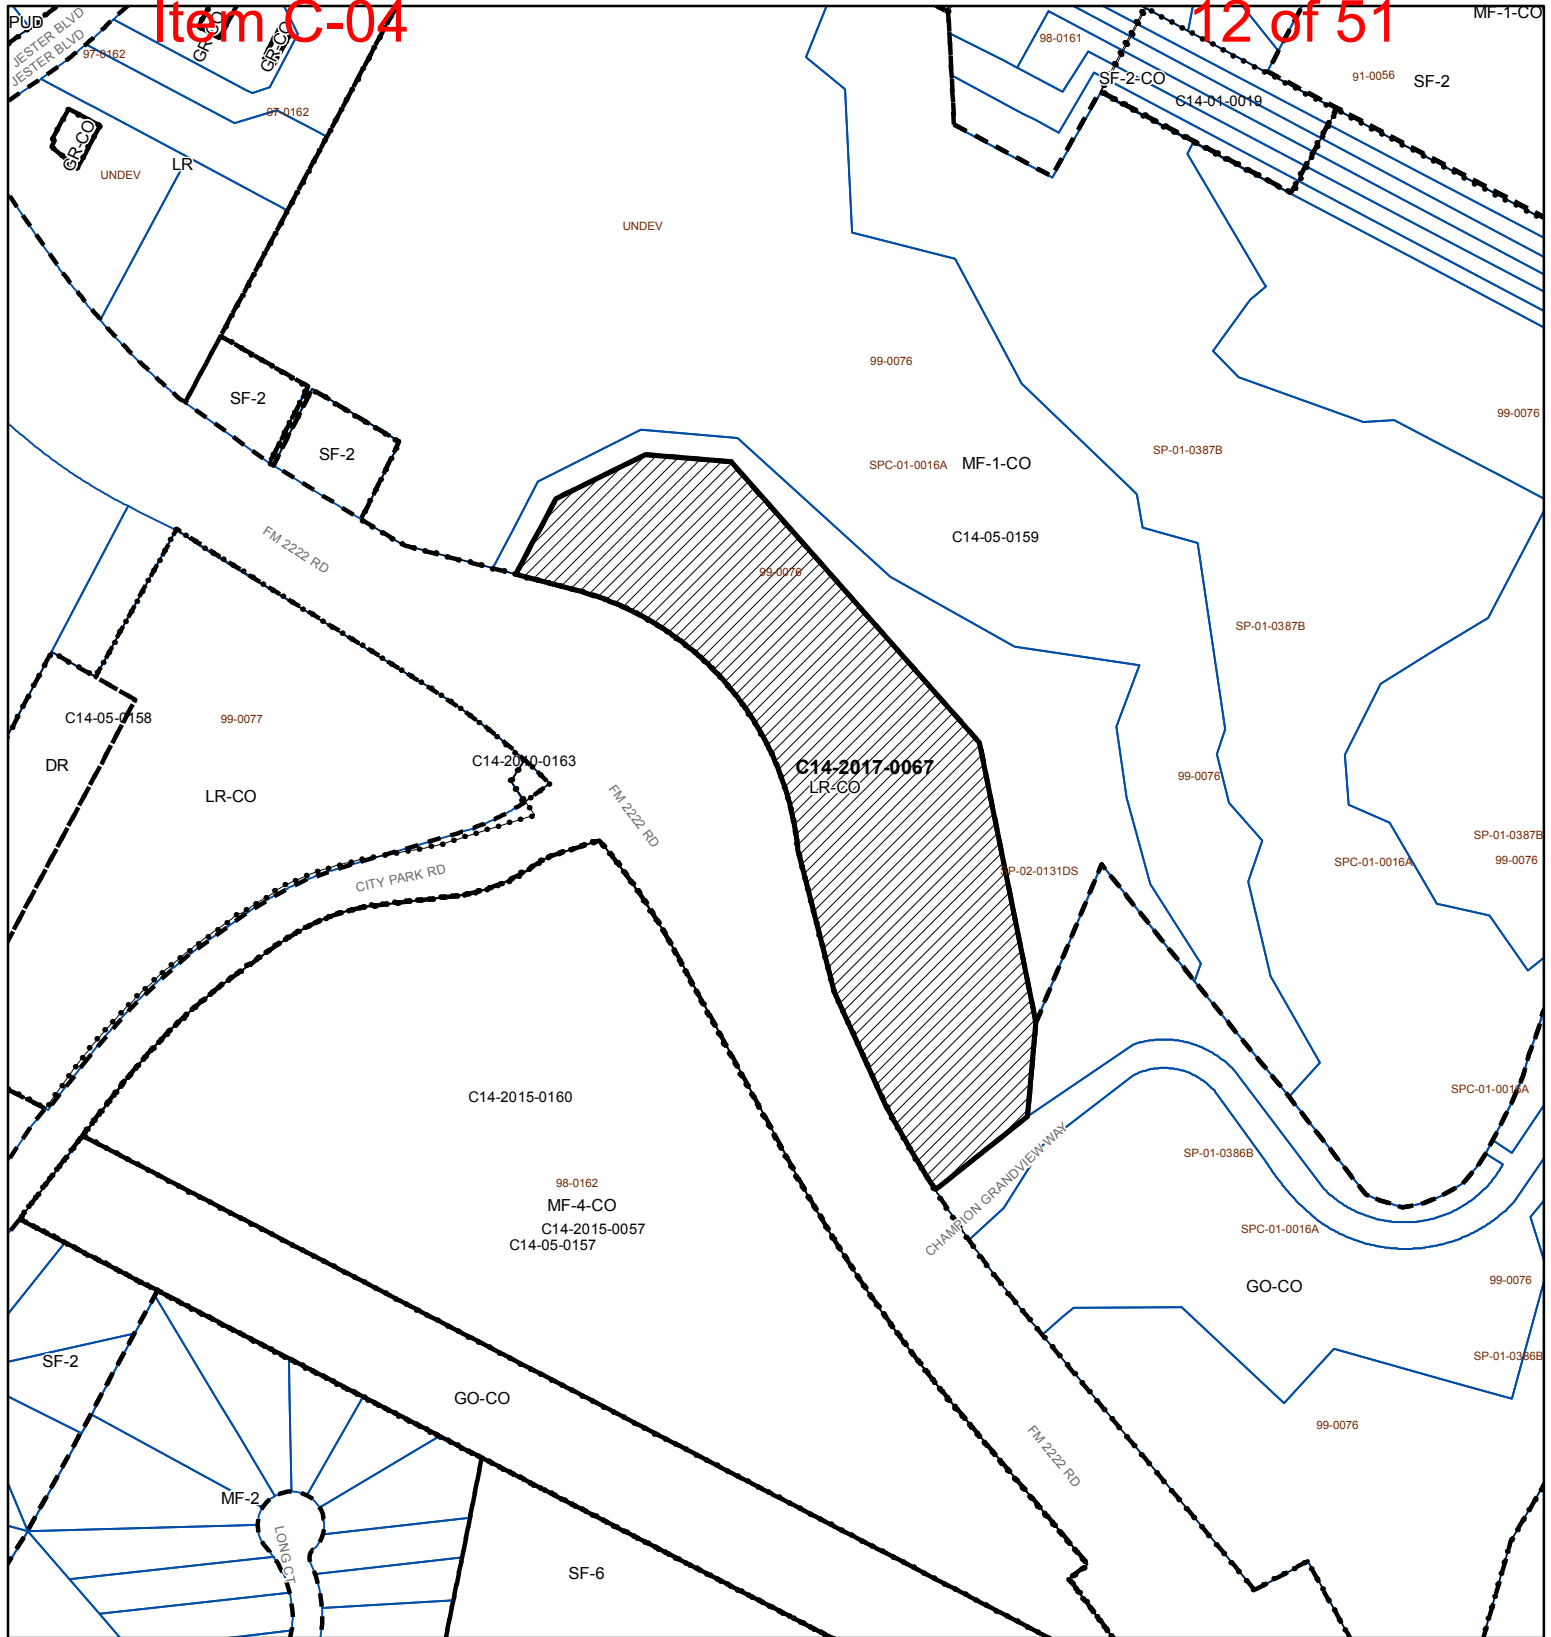 Item C-04
12 of 51
PUD
JESTER BLVD
JESTER BLVD
97-0162
GR-CO
GR-CO
97-0162
GR-CO
LR
UNDEV
98-0161
SF-2-CO
C14-01-0019
MF-1-CO
91-0056
SF-2
UNDEV
99-0076
SF-2
SF-2
99-0076
SPC-01-0016A
MF-1-CO
SP-01-0387B
C14-05-0159
FM 2222 RD
99-0076
SP-01-0387B
C14-05-0158
99-0077
DR
LR-CO
C14-2010-0163
C14-2017-0067
LR-CO
FM 2222 RD
99-0076
SP-01-0387B
99-0076
SPC-01-0016A
SP-02-0131DS
CITY PARK RD
C14-2015-0160
SPC-01-0016A
SP-01-0386B
98-0162
MF-4-CO
C14-2015-0057
C14-05-0157
CHAMPION GRANDVIEW WAY
SPC-01-0016A
99-0076
GO-CO
SF-2
SP-01-0386B
GO-CO
99-0076
FM 2222 RD
MF-2
LONG CT
SF-6